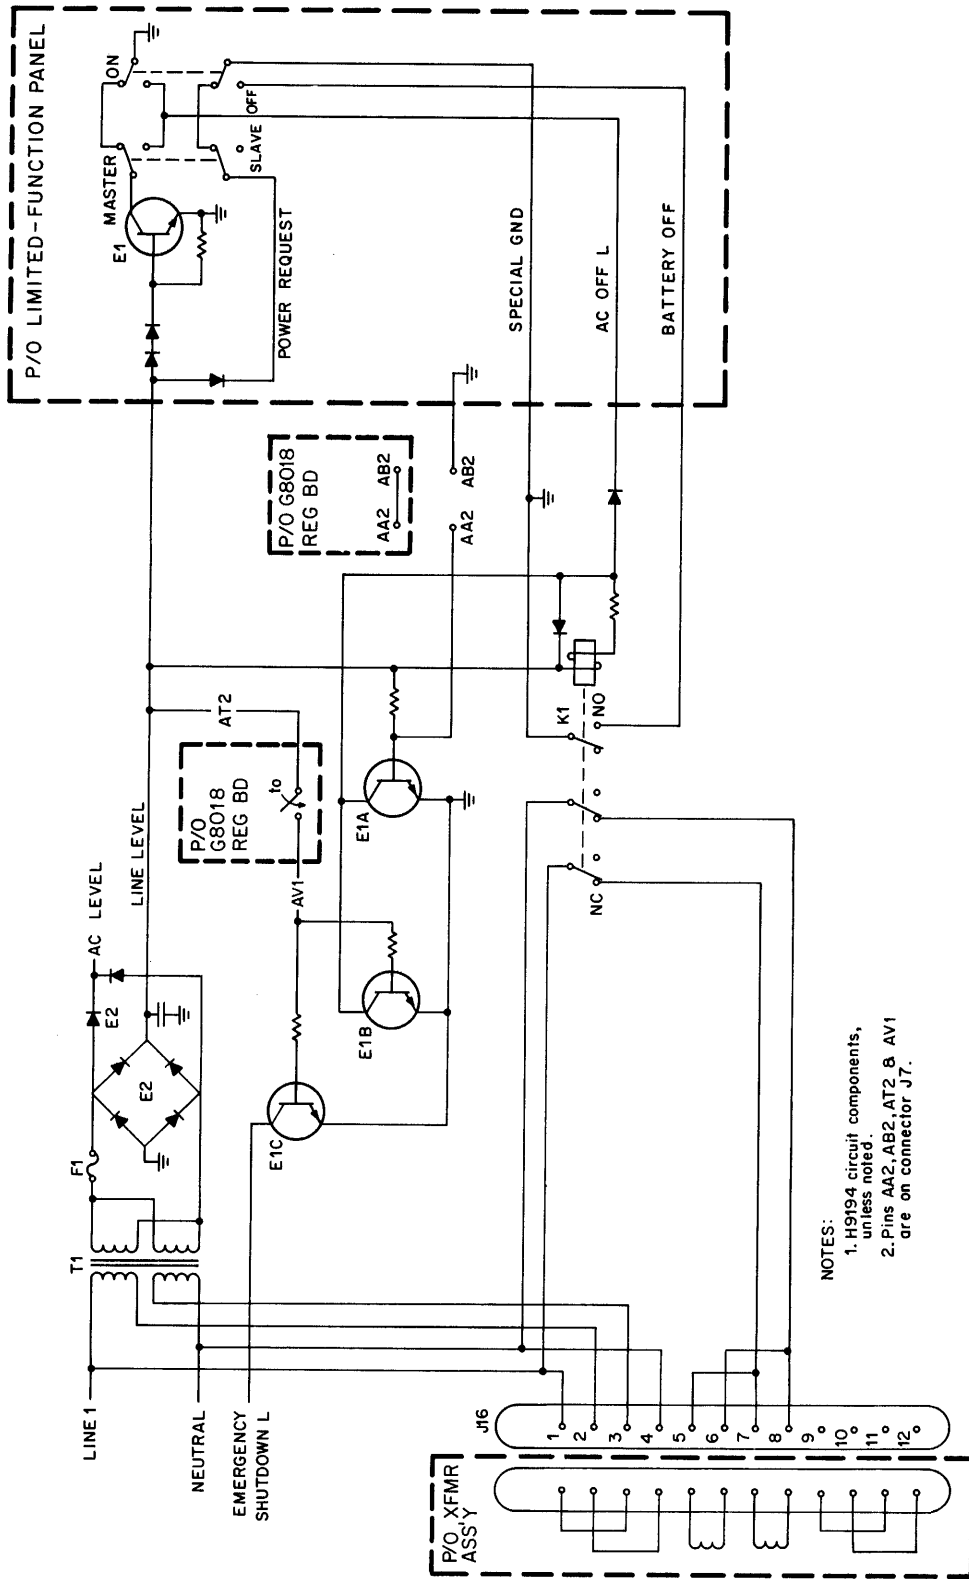 P/O LIMITED-FUNCTION PANEL
ON
MASTER
E1
OFF
SLAVE
POWER REQUEST
SPECIAL GND
AC OFF L
BATTERY OFF
P/O G8018
REG BD
AA2 AB2
AA2 AB2
AT2
P/O
G8018
REG BD
to
AV1
LINE LEVEL
AC LEVEL
E2
E2
F1
T1
E1A
E1B
E1C
K1
NO
NC
LINE 1
NEUTRAL
EMERGENCY
SHUTDOWN L
J16
1
2
3
4
5
6
7
8
9
10
11
12
P/O XFMR
ASS'Y
NOTES:
1. H9194 circuit components,
unless noted.
2. Pins AA2, AB2, AT2 & AV1
are on connector J7.